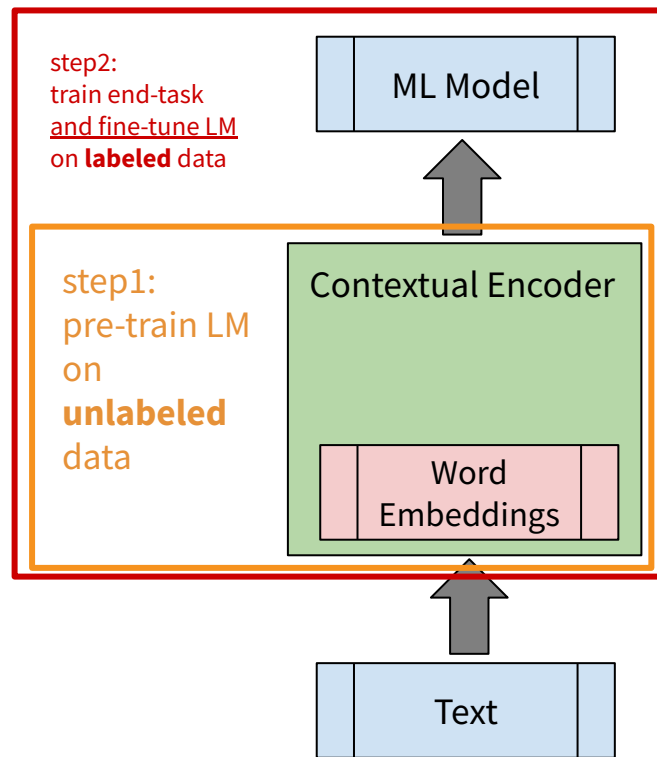 step2:
train end-task
and fine-tune LM
on labeled data
ML Model
step1:
pre-train LM
on
unlabeled
data
Contextual Encoder
Word
Embeddings
Text